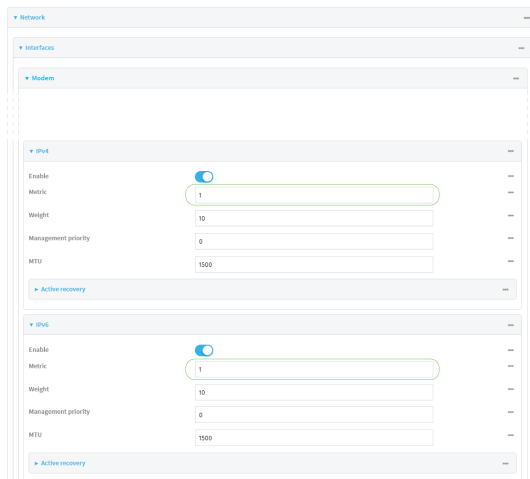 Network
Interfaces
Modem
IPv4
Enable
Metric 1
Weight 10
Management priority 0
MTU 1500
Active recovery
IPv6
Enable
Metric 1
Weight 10
Management priority 0
MTU 1500
Active recovery